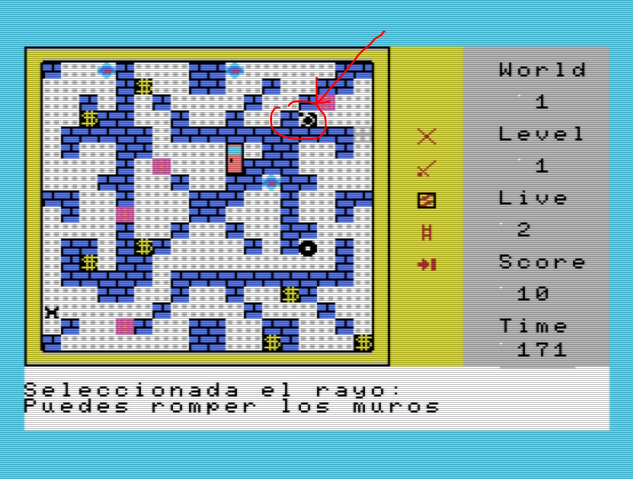 World
1
Level
1
Live
2
Score
10
Time
171
Seleccionada el rayo:
Puedes romper los muros